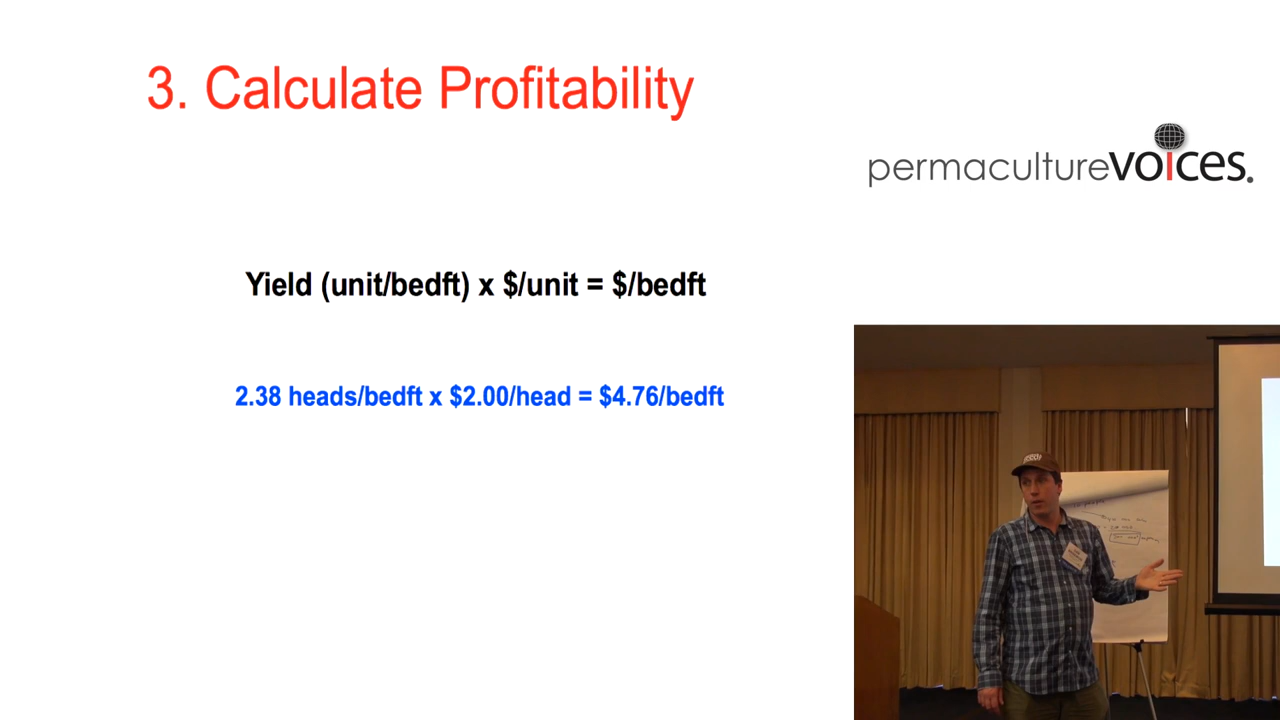 3. Calculate Profitability
permaculturevoices.
Yield (unit/bedft) x $/unit = $/bedft
2.38 heads/bedft x $2.00/head = $4.76/bedft